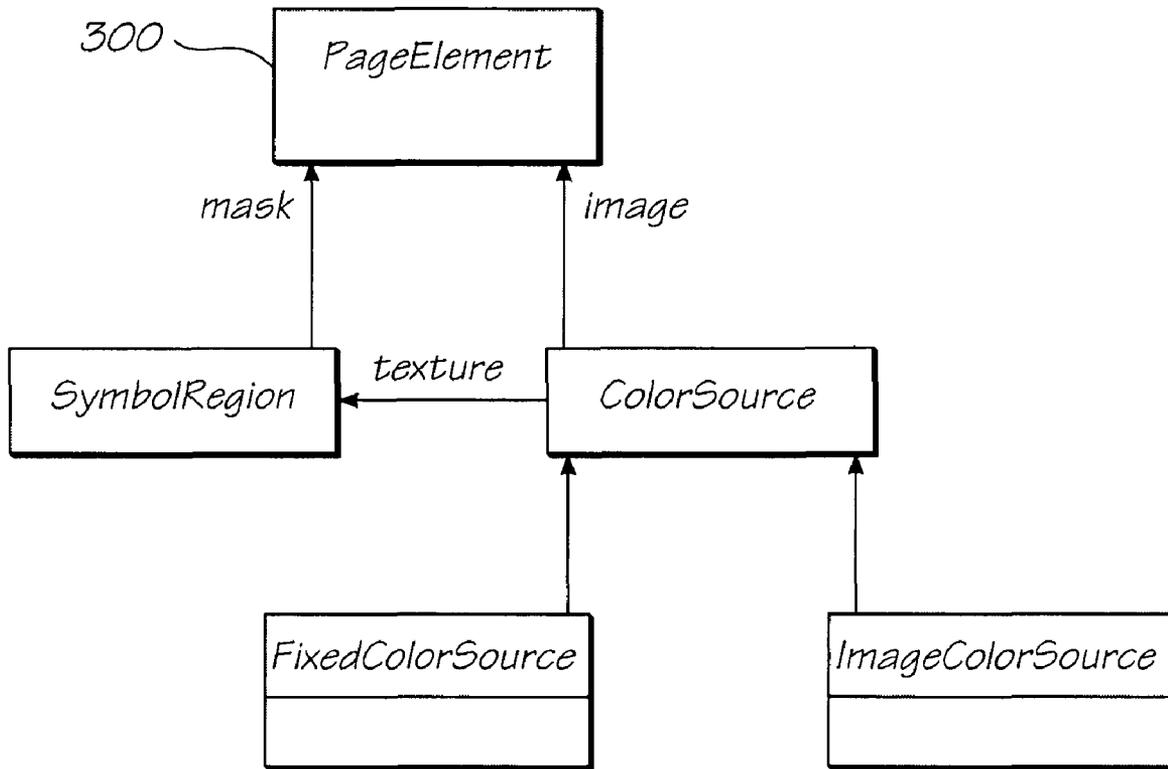 300
PageElement
mask
image
SymbolRegion
texture
ColorSource
FixedColorSource
ImageColorSource